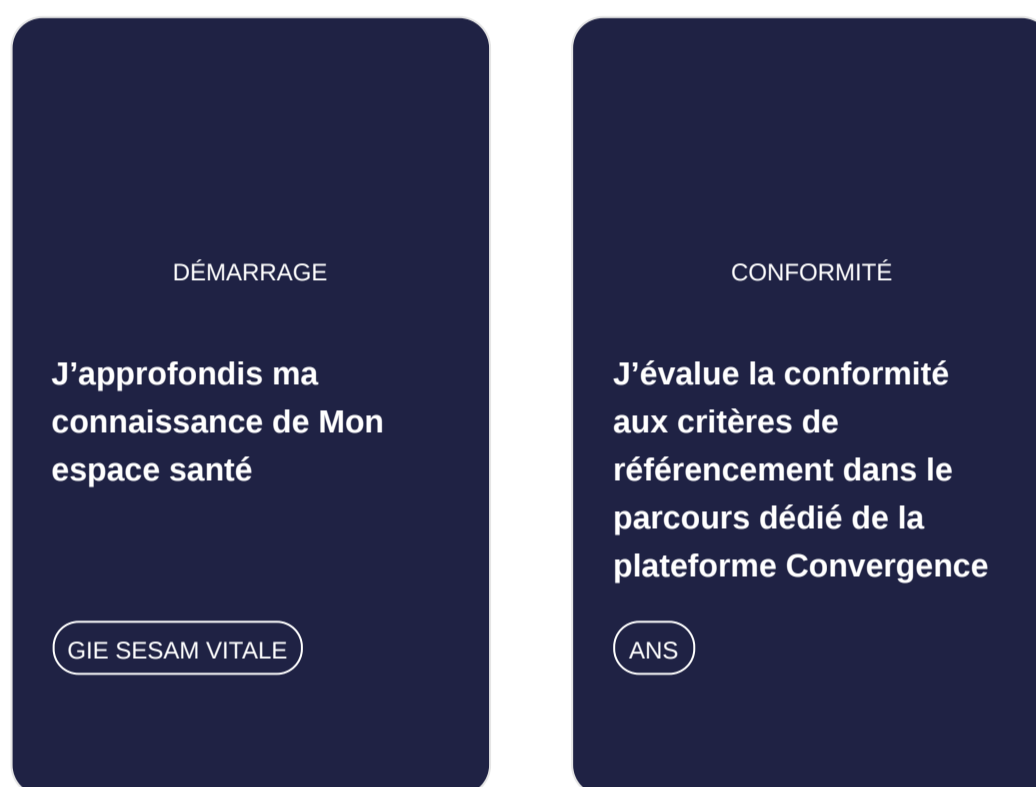 DÉMARRAGE
J’approfondis ma
connaissance de Mon
espace santé
GIE SESAM VITALE
CONFORMITÉ
J’évalue la conformité
aux critères de
référencement dans le
parcours dédié de la
plateforme Convergence
ANS